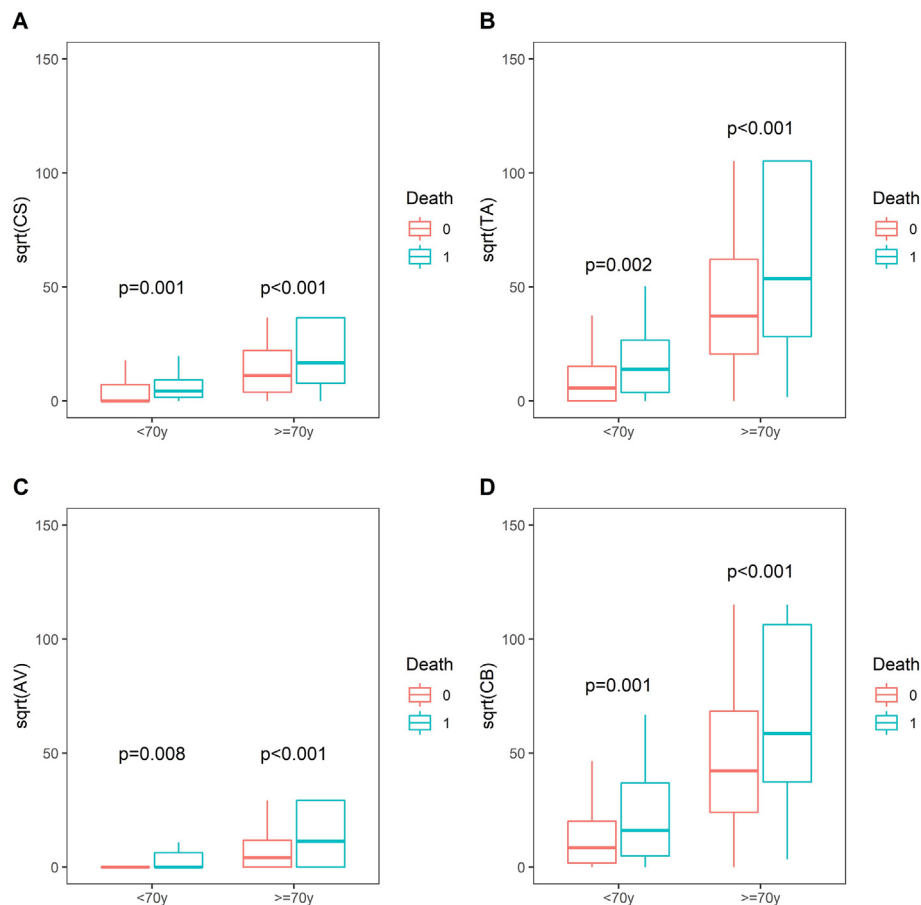 A
150
100
50
0
sqrt(CS)
p=0.001
p<0.001
<70y
>=70y
Death
0
1
B
150
100
50
0
sqrt(TA)
p=0.002
p<0.001
<70y
>=70y
Death
0
1
C
150
100
50
0
sqrt(AV)
p=0.008
p<0.001
<70y
>=70y
Death
0
1
D
150
100
50
0
sqrt(CB)
p=0.001
p<0.001
<70y
>=70y
Death
0
1